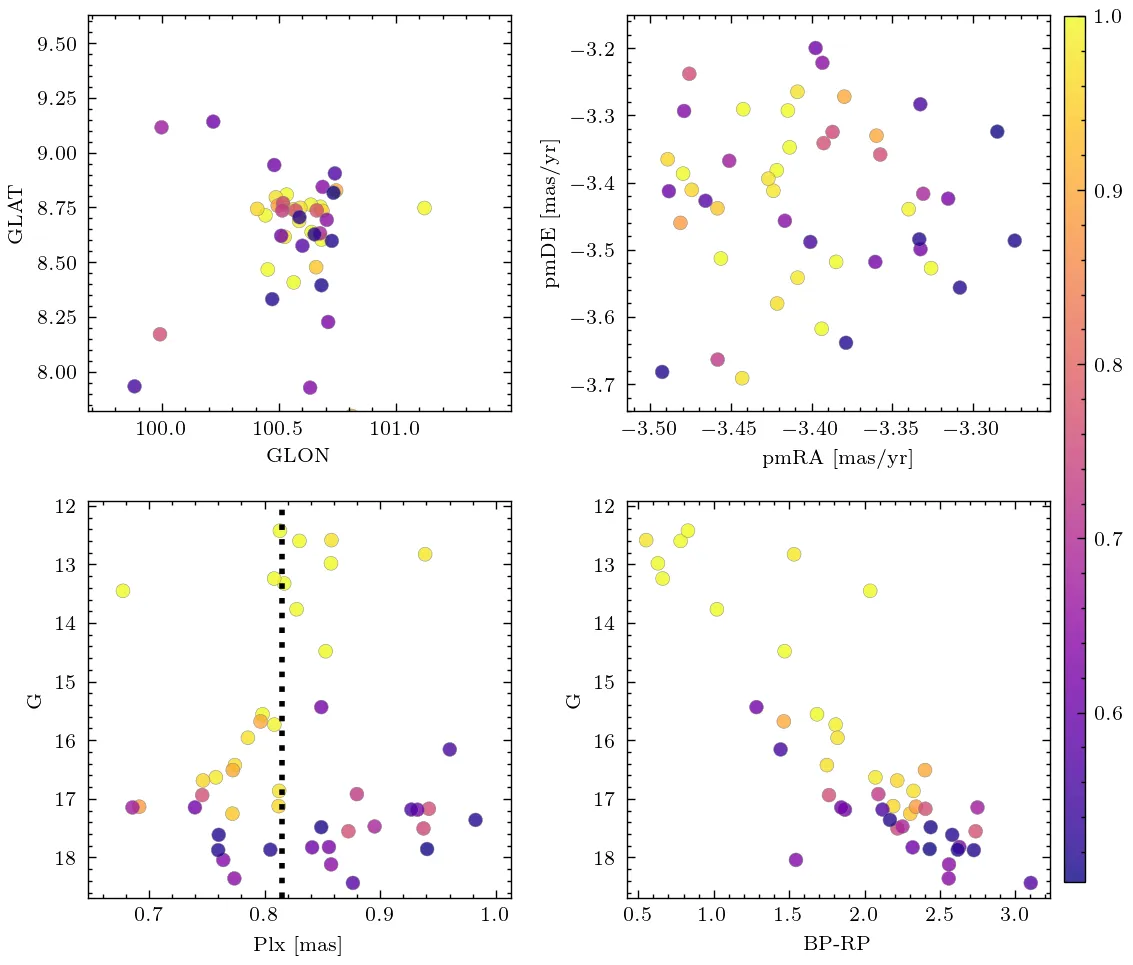 9.50
9.25
9.00
8.75
8.50
8.25
8.00
GLAT
100.0 100.5 101.0
GLON
−3.2
−3.3
−3.4
−3.5
−3.6
−3.7
pmDE [mas/yr]
−3.50 −3.45 −3.40 −3.35 −3.30
pmRA [mas/yr]
1.0
0.9
0.8
0.7
0.6
12
13
14
15
16
17
18
G
0.7 0.8 0.9 1.0
Plx [mas]
12
13
14
15
16
17
18
G
0.5 1.0 1.5 2.0 2.5 3.0
BP-RP